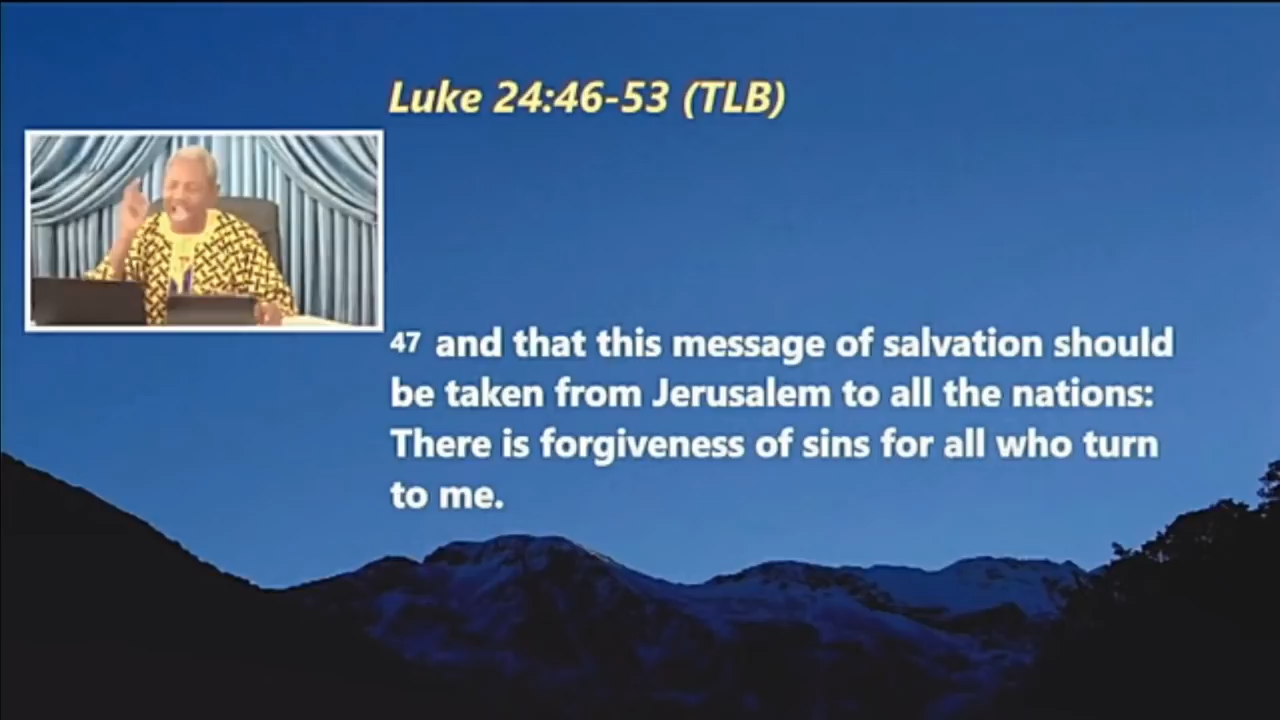 Luke 24:46-53 (TLB)
47 and that this message of salvation should
be taken from Jerusalem to all the nations:
There is forgiveness of sins for all who turn
to me.